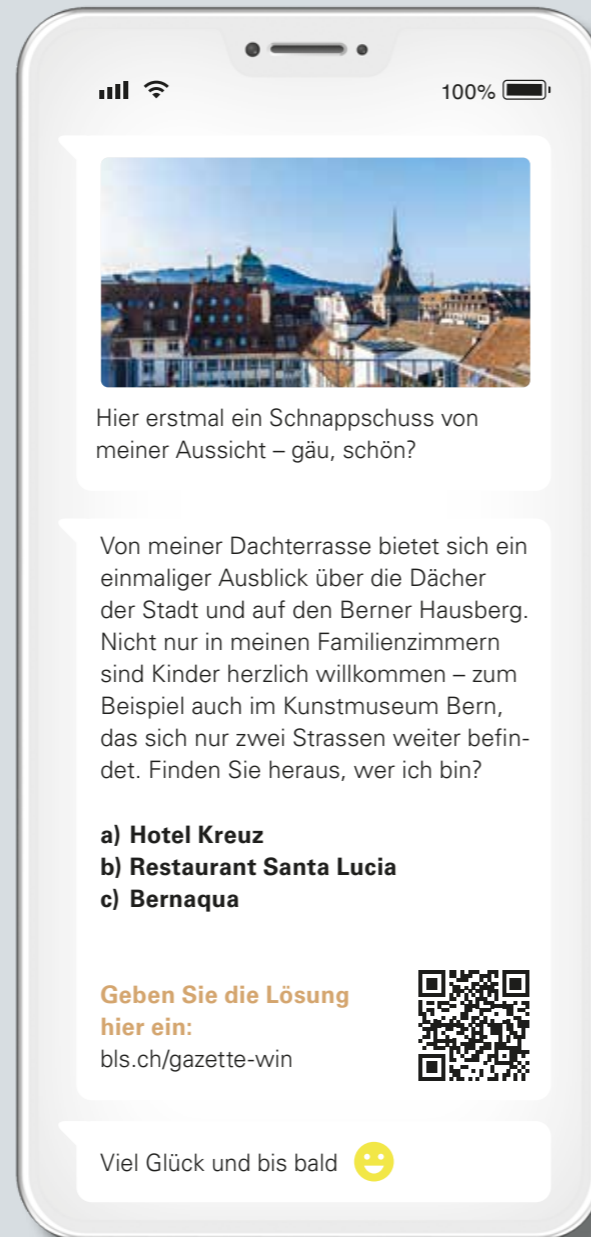 100%
Hier erstmal ein Schnappschuss von
meiner Aussicht – gäu, schön?
Von meiner Dachterrasse bietet sich ein
einmaliger Ausblick über die Dächer
der Stadt und auf den Berner Hausberg.
Nicht nur in meinen Familienzimmern
sind Kinder herzlich willkommen – zum
Beispiel auch im Kunstmuseum Bern,
das sich nur zwei Strassen weiter befin-
det. Finden Sie heraus, wer ich bin?
a) Hotel Kreuz
b) Restaurant Santa Lucia
c) Bernaqua
Geben Sie die Lösung
hier ein:
bls.ch/gazette-win
Viel Glück und bis bald